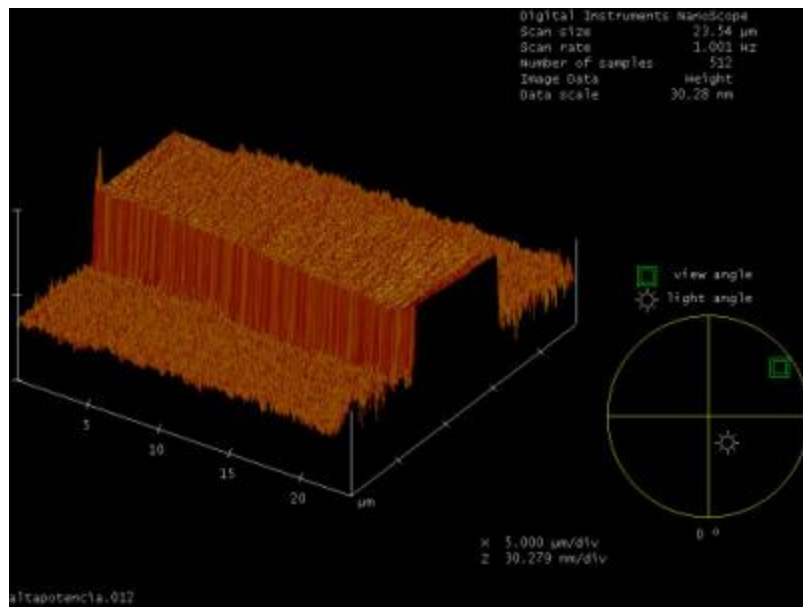 Digital Instruments NanoScope
Scan size 23.54 µm
Scan rate 1.001 Hz
Number of samples 512
Image Data Height
Data scale 30.28 nm
view angle
light angle
5
10
15
20
µm
X 5.000 µm/div
Z 30.279 nm/div
0 °
altapotencia.012